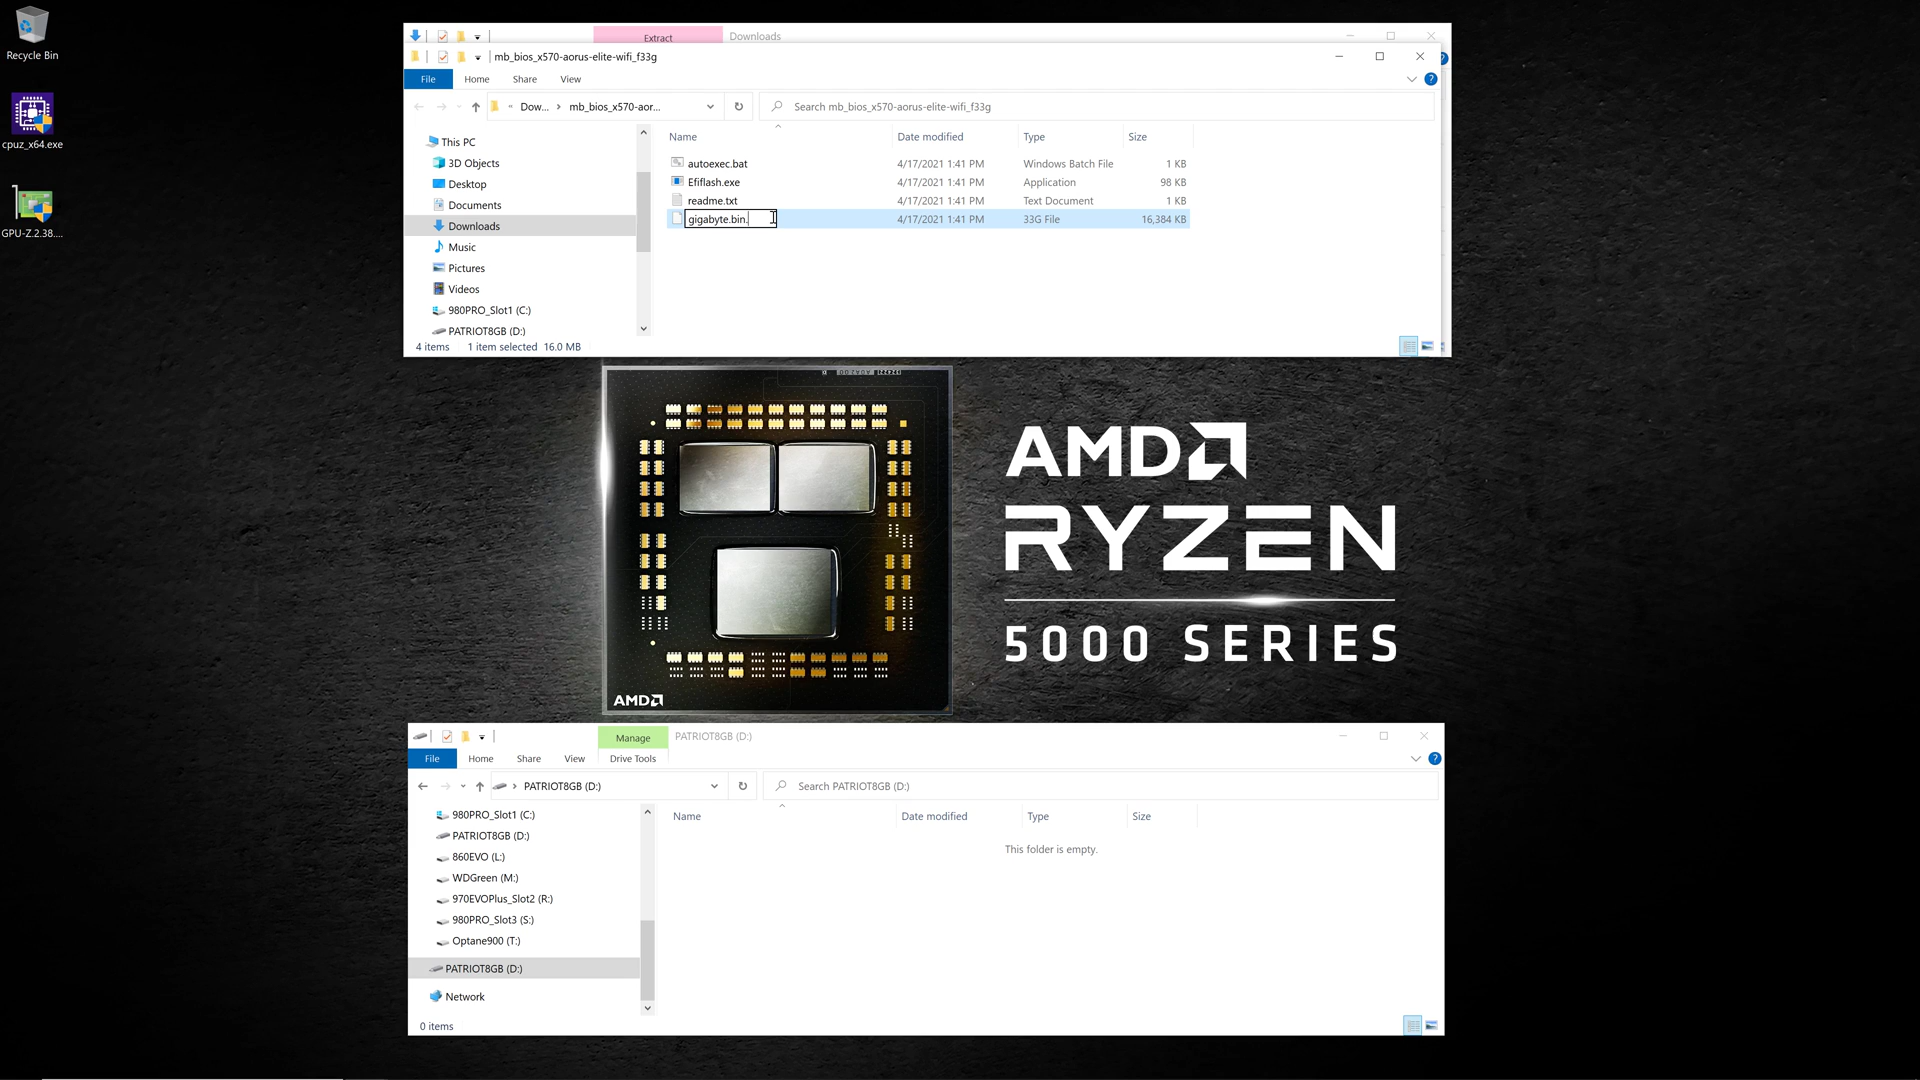 Recycle Bin
cpuz_x64.exe
GPU-Z.2.38....
Extract
Downloads
mb_bios_x570-aorus-elite-wifi_f33g
File Home Share View
Dow... mb_bios_x570-aor...
Search mb_bios_x570-aorus-elite-wifi_f33g
This PC
3D Objects
Desktop
Documents
Downloads
Music
Pictures
Videos
980PRO_Slot1 (C:)
PATRIOT8GB (D:)
Name Date modified Type Size
autoexec.bat 4/17/2021 1:41 PM Windows Batch File 1 KB
Efiflash.exe 4/17/2021 1:41 PM Application 98 KB
readme.txt 4/17/2021 1:41 PM Text Document 1 KB
gigabyte.bin. 4/17/2021 1:41 PM 33G File 16,384 KB
4 items 1 item selected 16.0 MB
AMD
AMD
RYZEN
5000 SERIES
Manage
PATRIOT8GB (D:)
File Home Share View Drive Tools
PATRIOT8GB (D:)
Search PATRIOT8GB (D:)
980PRO_Slot1 (C:)
PATRIOT8GB (D:)
860EVO (L:)
WDGreen (M:)
970EVOPlus_Slot2 (R:)
980PRO_Slot3 (S:)
Optane900 (T:)
PATRIOT8GB (D:)
Network
Name Date modified Type Size
This folder is empty.
0 items